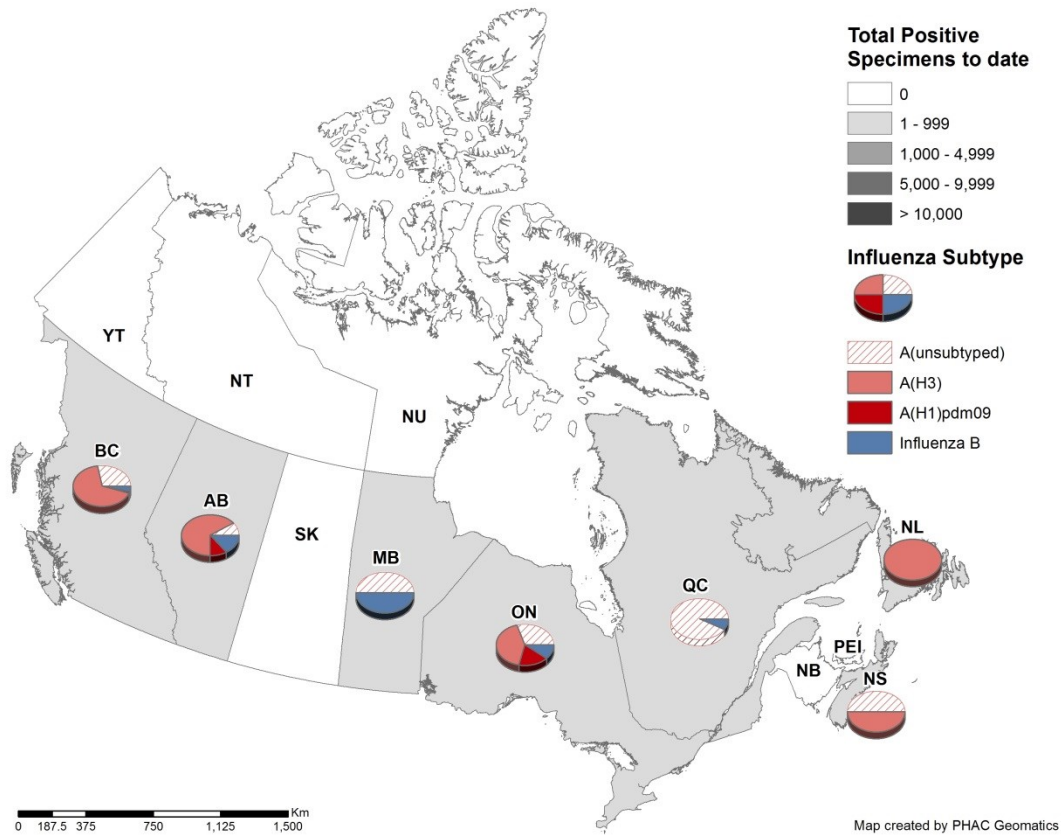 Total Positive
Specimens to date
0
1 - 999
1,000 - 4,999
5,000 - 9,999
> 10,000
Influenza Subtype
A(unsubtyped)
A(H3)
A(H1)pdm09
Influenza B
YT
NT
NU
BC
AB
SK
MB
ON
QC
NL
PEI
NB
NS
Km
0 187.5 375 750 1,125 1,500
Map created by PHAC Geomatics